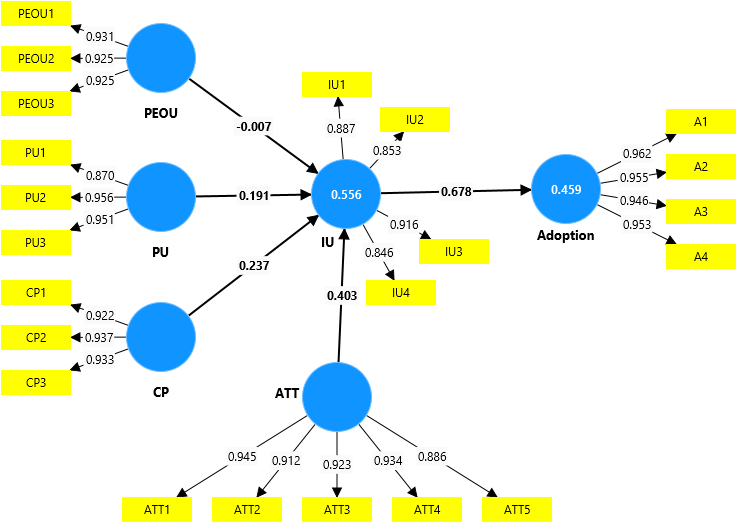 PEOU1
0.931
PEOU2
0.925
PEOU3
0.925
PEOU
-0.007
PU1
0.870
PU2
0.956
PU3
0.951
PU
0.191
CP1
0.922
CP2
0.937
CP3
0.933
CP
0.237
IU1
0.887
IU2
0.853
0.556
IU
0.916
IU3
0.846
IU4
0.678
0.403
0.459
Adoption
A1
0.962
A2
0.955
A3
0.946
A4
0.953
ATT
0.945
0.912
0.923
0.934
0.886
ATT1
ATT2
ATT3
ATT4
ATT5